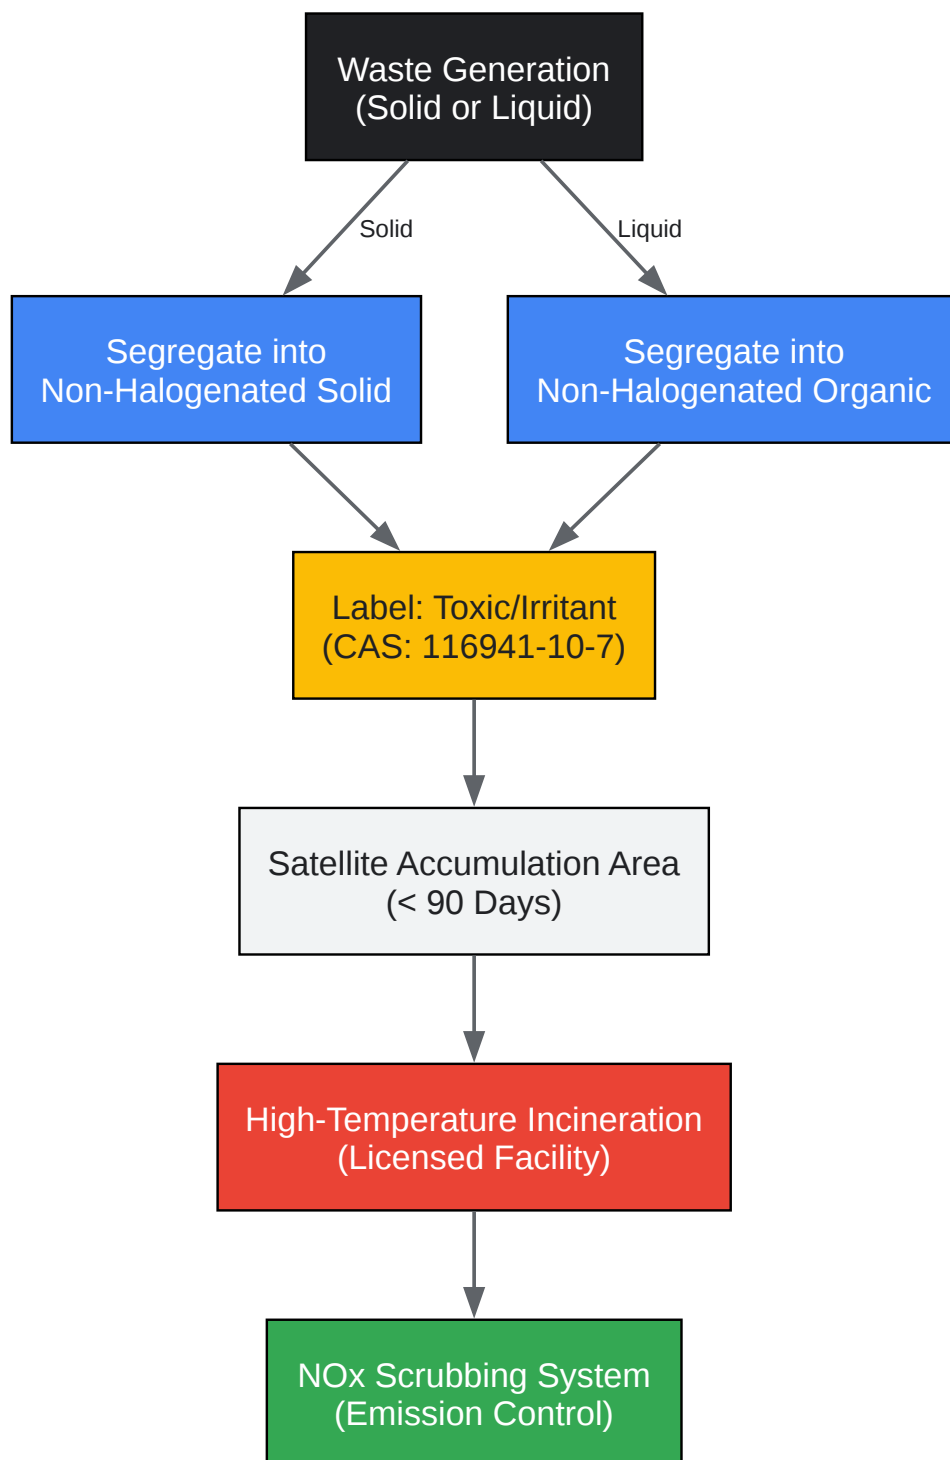 Waste Generation
(Solid or Liquid)
Solid
Liquid
Segregate into
Non-Halogenated Solid
Segregate into
Non-Halogenated Organic
Label: Toxic/Irritant
(CAS: 116941-10-7)
Satellite Accumulation Area
(< 90 Days)
High-Temperature Incineration
(Licensed Facility)
NOx Scrubbing System
(Emission Control)